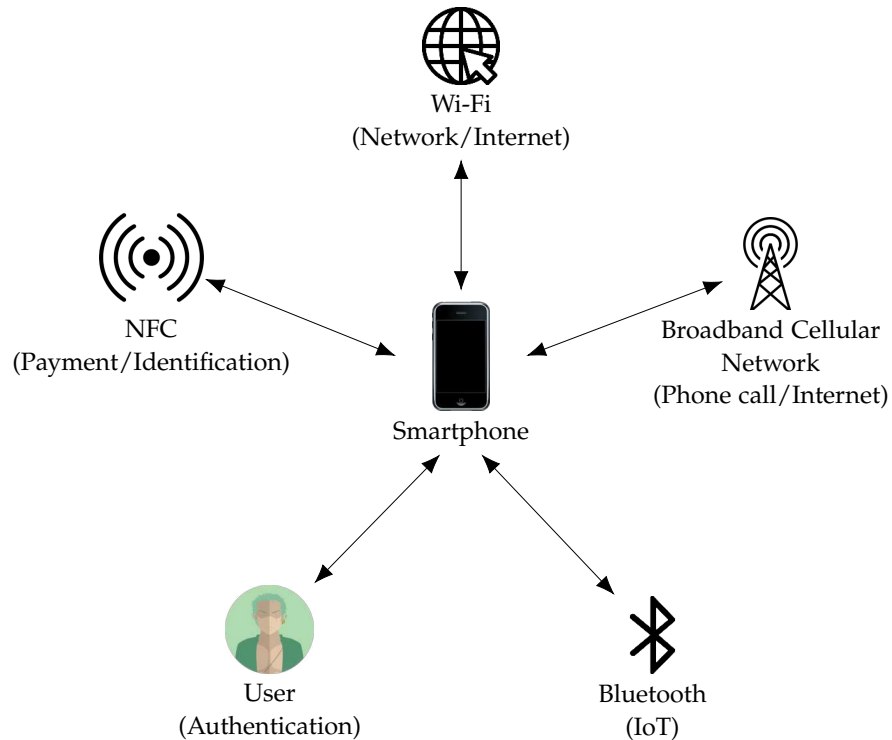 Wi-Fi
(Network/Internet)
NFC
(Payment/Identification)
Broadband Cellular
Network
(Phone call/Internet)
Smartphone
User
(Authentication)
Bluetooth
(IoT)